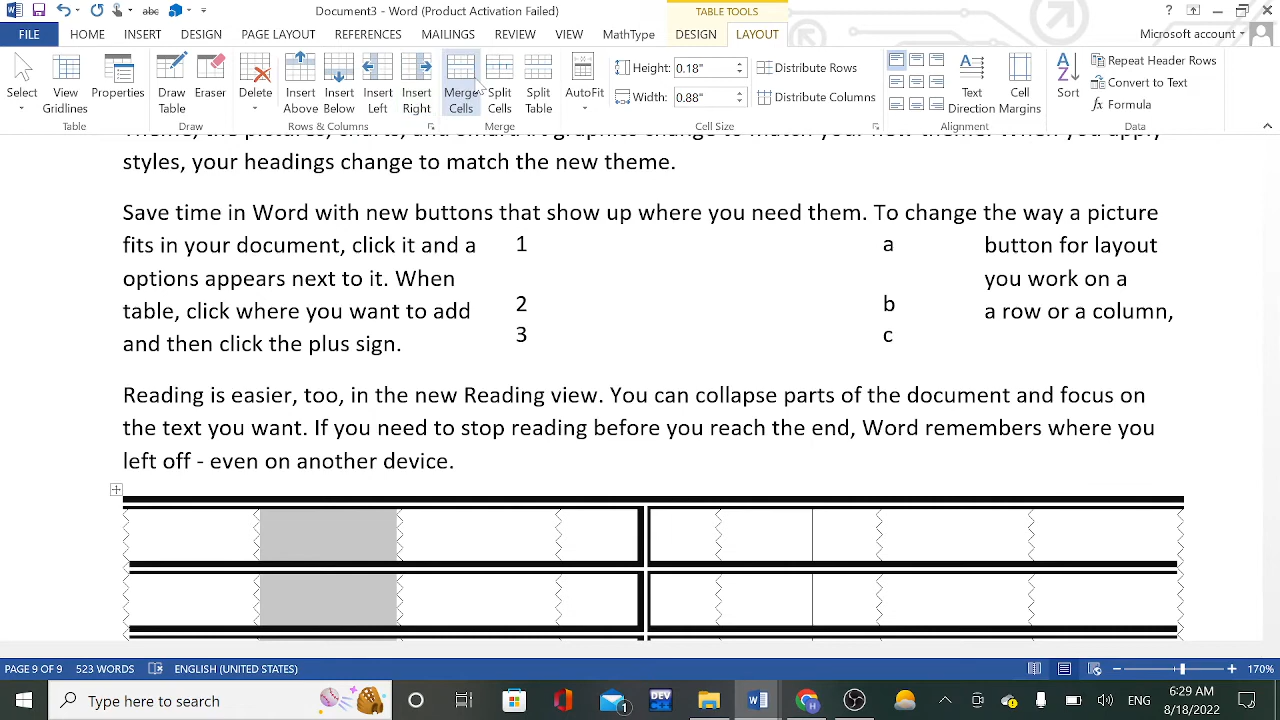 Document3 - Word (Product Activation Failed)
TABLE TOOLS
FILE HOME INSERT DESIGN PAGE LAYOUT REFERENCES MAILINGS REVIEW VIEW MathType DESIGN LAYOUT Microsoft account
Select View Gridlines Properties Draw Table Eraser Delete Insert Above Insert Below Insert Left Insert Right Merge Cells Split Cells Split Table AutoFit
Height: 0.18" Distribute Rows
Width: 0.88" Distribute Columns
Text Direction Cell Margins Sort Repeat Header Rows
Convert to Text
Formula
Table Draw Rows & Columns Merge Cell Size Alignment Data
styles, your headings change to match the new theme.
Save time in Word with new buttons that show up where you need them. To change the way a picture
fits in your document, click it and a 1 a button for layout
options appears next to it. When you work on a
table, click where you want to add 2 b a row or a column,
and then click the plus sign. 3 c
Reading is easier, too, in the new Reading view. You can collapse parts of the document and focus on
the text you want. If you need to stop reading before you reach the end, Word remembers where you
left off - even on another device.
PAGE 9 OF 9 523 WORDS ENGLISH (UNITED STATES) 170%
Type here to search
DEV
1
ENG
6:29 AM
8/18/2022